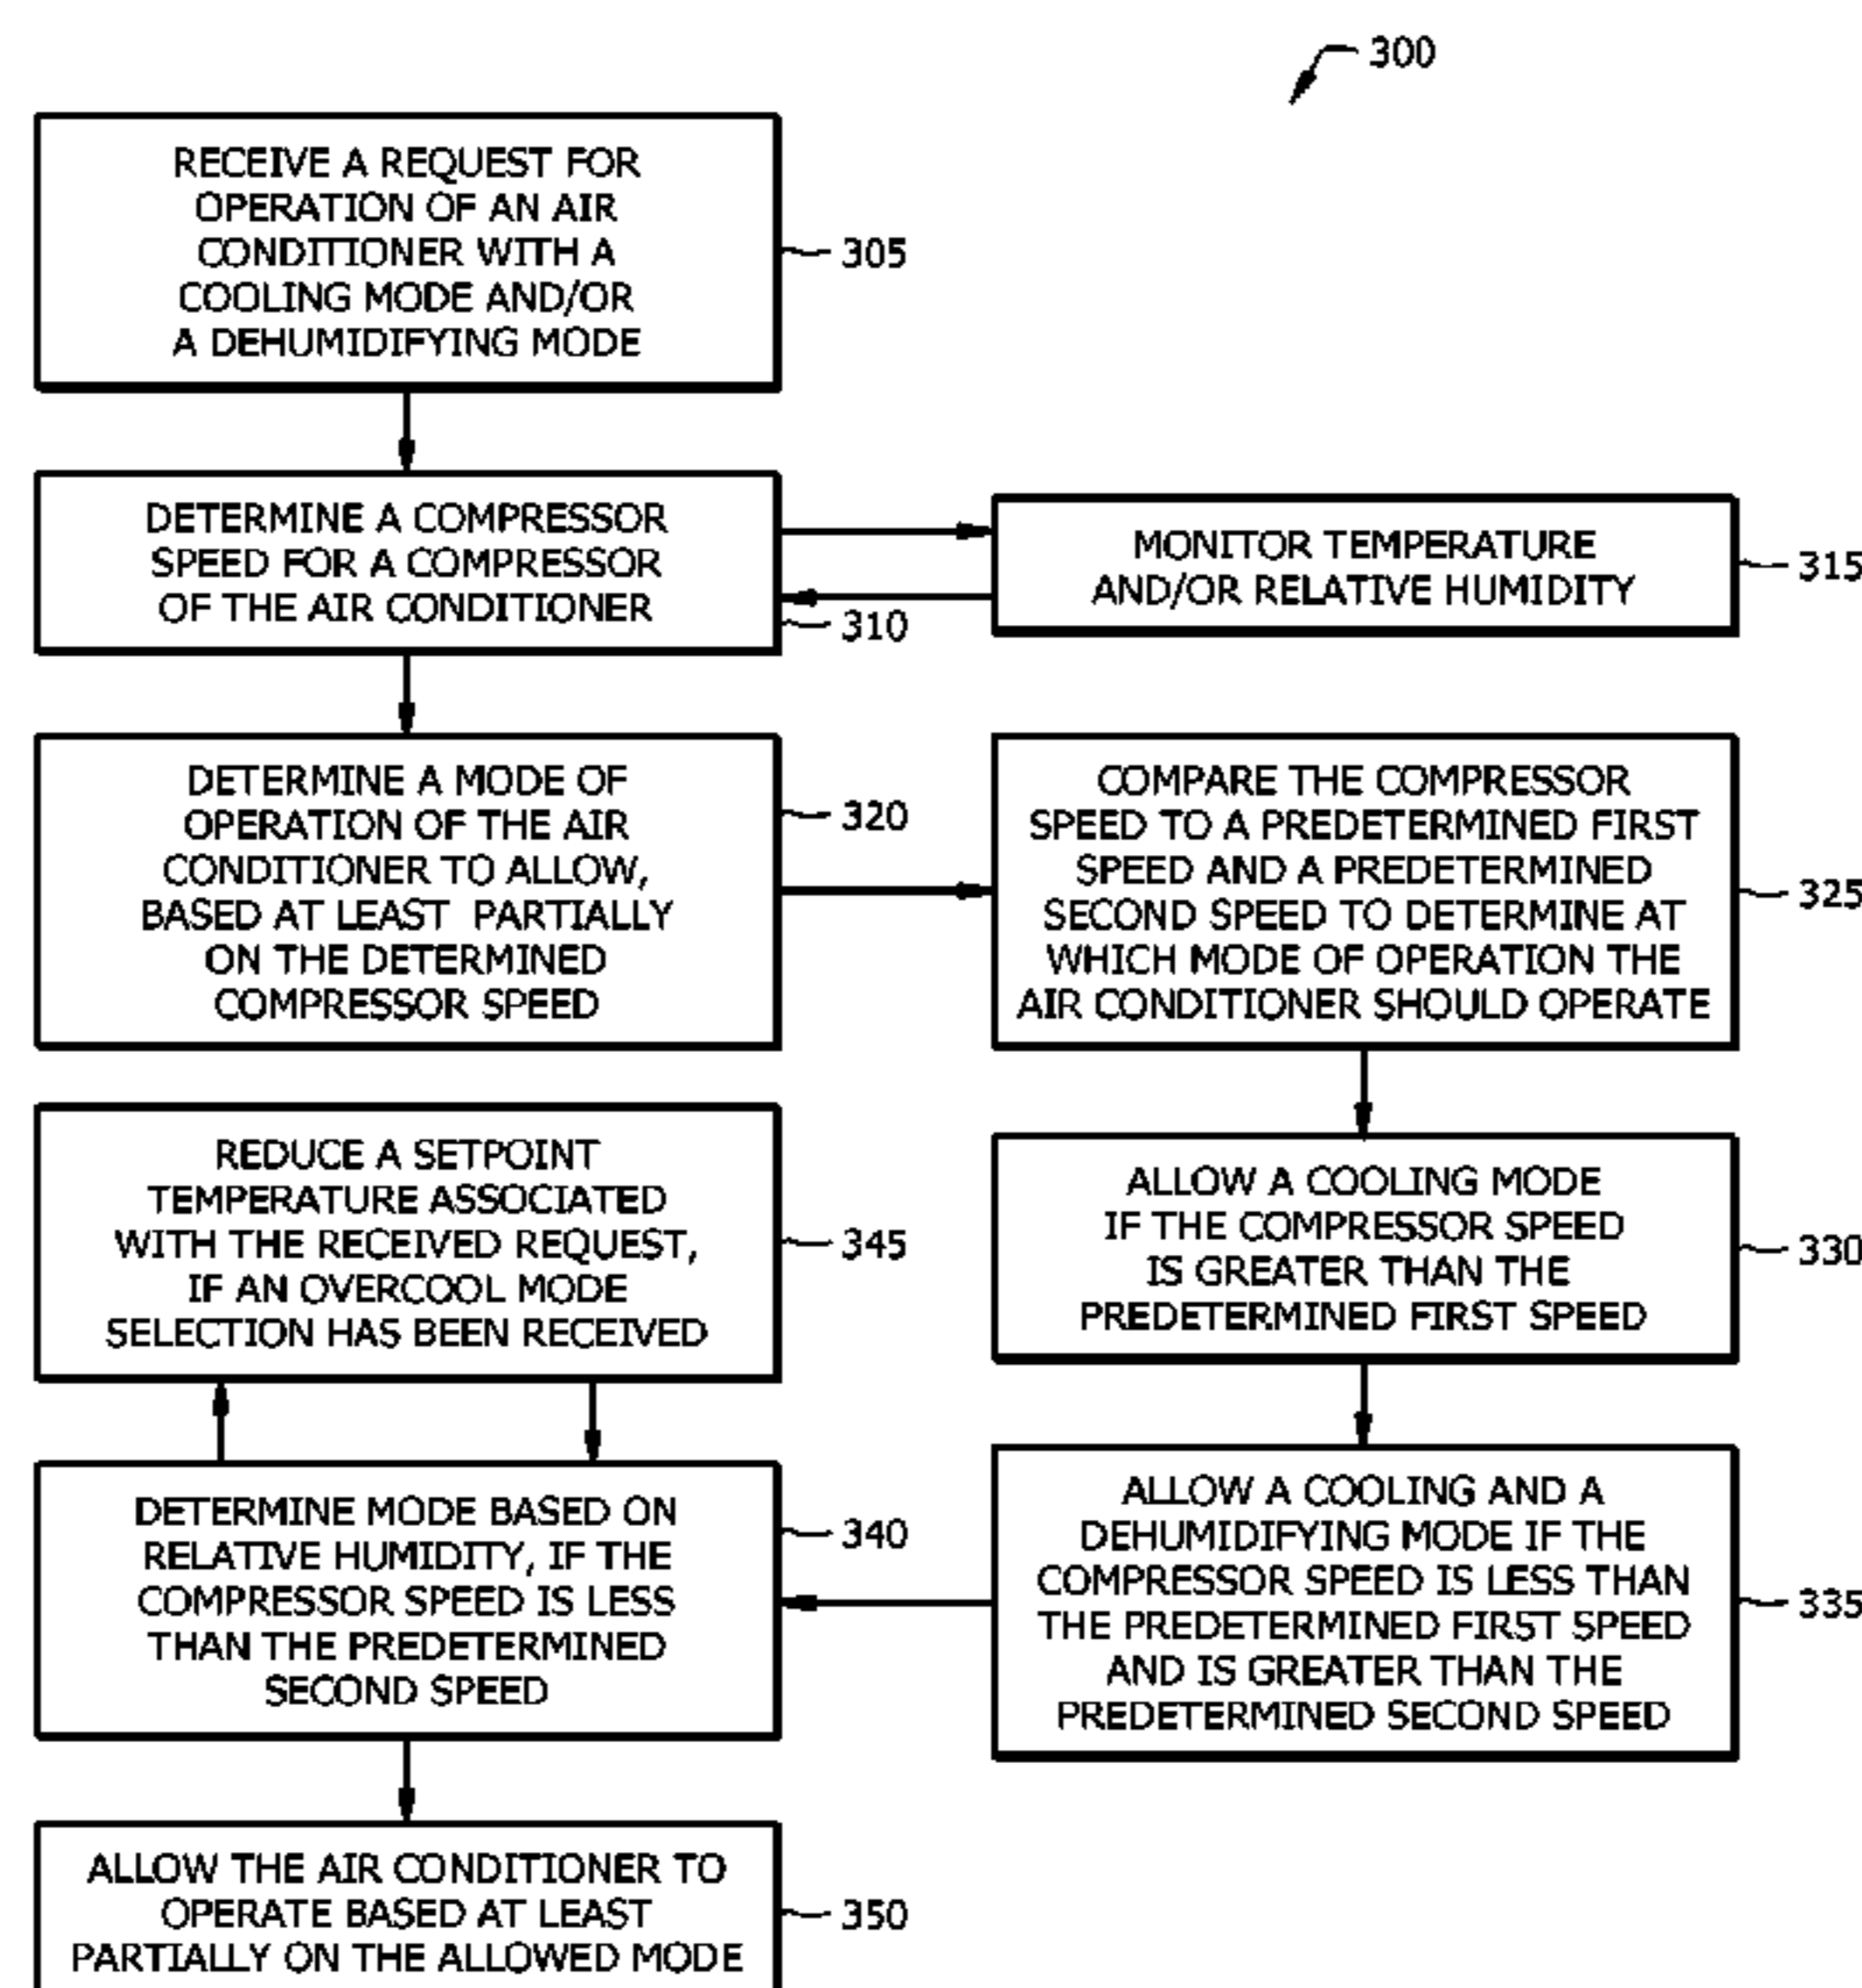 300
RECEIVE A REQUEST FOR
OPERATION OF AN AIR
CONDITIONER WITH A
COOLING MODE AND/OR
A DEHUMIDIFYING MODE
305
DETERMINE A COMPRESSOR
SPEED FOR A COMPRESSOR
OF THE AIR CONDITIONER
310
MONITOR TEMPERATURE
AND/OR RELATIVE HUMIDITY
315
DETERMINE A MODE OF
OPERATION OF THE AIR
CONDITIONER TO ALLOW,
BASED AT LEAST PARTIALLY
ON THE DETERMINED
COMPRESSOR SPEED
320
COMPARE THE COMPRESSOR
SPEED TO A PREDETERMINED FIRST
SPEED AND A PREDETERMINED
SECOND SPEED TO DETERMINE AT
WHICH MODE OF OPERATION THE
AIR CONDITIONER SHOULD OPERATE
325
ALLOW A COOLING MODE
IF THE COMPRESSOR SPEED
IS GREATER THAN THE
PREDETERMINED FIRST SPEED
330
ALLOW A COOLING AND A
DEHUMIDIFYING MODE IF THE
COMPRESSOR SPEED IS LESS THAN
THE PREDETERMINED FIRST SPEED
AND IS GREATER THAN THE
PREDETERMINED SECOND SPEED
335
REDUCE A SETPOINT
TEMPERATURE ASSOCIATED
WITH THE RECEIVED REQUEST,
IF AN OVERCOOL MODE
SELECTION HAS BEEN RECEIVED
345
DETERMINE MODE BASED ON
RELATIVE HUMIDITY, IF THE
COMPRESSOR SPEED IS LESS
THAN THE PREDETERMINED
SECOND SPEED
340
ALLOW THE AIR CONDITIONER TO
OPERATE BASED AT LEAST
PARTIALLY ON THE ALLOWED MODE
350